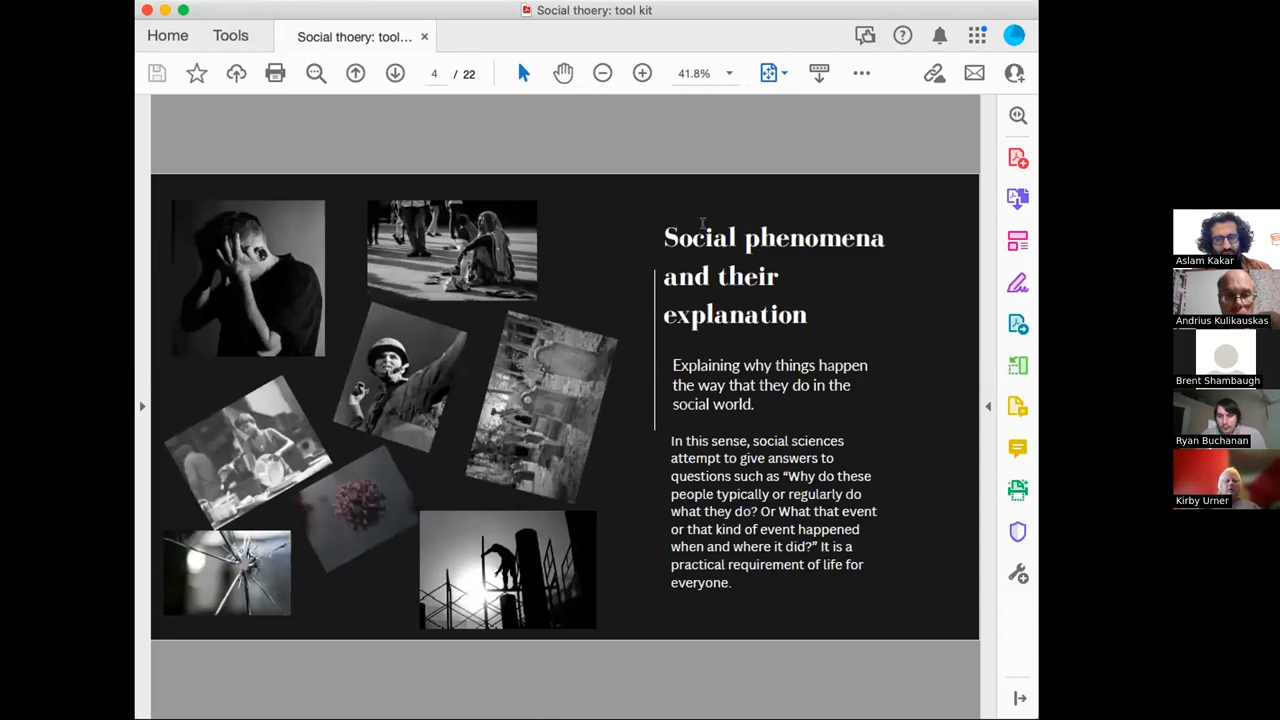 Social thoery: tool kit
Home
Tools
Social thoery: tool...
4 / 22
41.8%
Social phenomena
and their
explanation
Explaining why things happen
the way that they do in the
social world.
In this sense, social sciences
attempt to give answers to
questions such as “Why do these
people typically or regularly do
what they do? Or What that event
or that kind of event happened
when and where it did?” It is a
practical requirement of life for
everyone.
Aslam Kakar
Andrius Kulikauskas
Brent Shambaugh
Ryan Buchanan
Kirby Urner